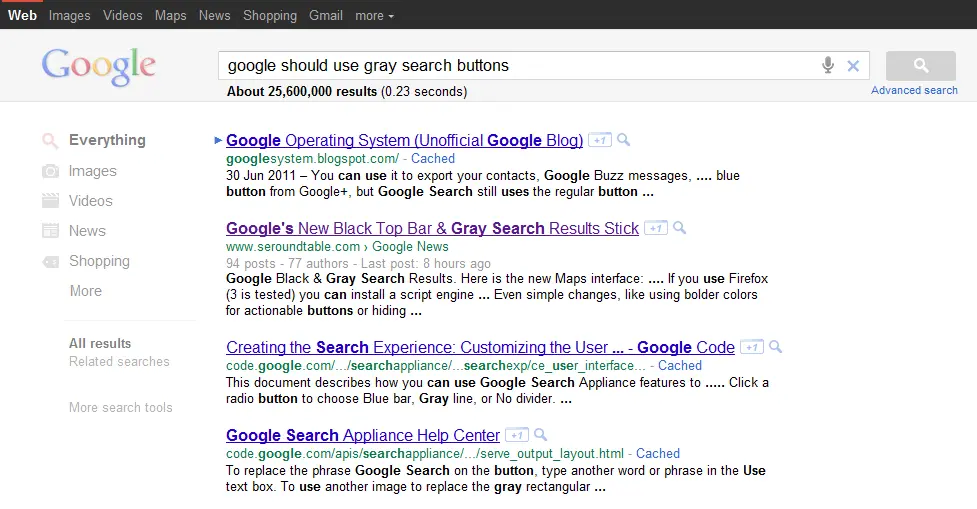 Web Images Videos Maps News Shopping Gmail more
Google
google should use gray search buttons
About 25,600,000 results (0.23 seconds)
Advanced search
Everything
Images
Videos
News
Shopping
More
All results
Related searches
More search tools
Google Operating System (Unofficial Google Blog) +1
googlesystem.blogspot.com/ - Cached
30 Jun 2011 – You can use it to export your contacts, Google Buzz messages, .... blue
button from Google+, but Google Search still uses the regular button ...
Google's New Black Top Bar & Gray Search Results Stick +1
www.seroundtable.com › Google News
94 posts - 77 authors - Last post: 8 hours ago
Google Black & Gray Search Results. Here is the new Maps interface: .... If you use Firefox
(3 is tested) you can install a script engine ... Even simple changes, like using bolder colors
for actionable buttons or hiding ...
Creating the Search Experience: Customizing the User ... - Google Code +1
code.google.com/.../searchappliance/...searchexp/ce_user_interface... - Cached
This document describes how you can use Google Search Appliance features to ..... Click a
radio button to choose Blue bar, Gray line, or No divider. ...
Google Search Appliance Help Center +1
code.google.com/apis/searchappliance/.../serve_output_layout.html - Cached
To replace the phrase Google Search on the button, type another word or phrase in the Use
text box. To use another image to replace the gray rectangular ...